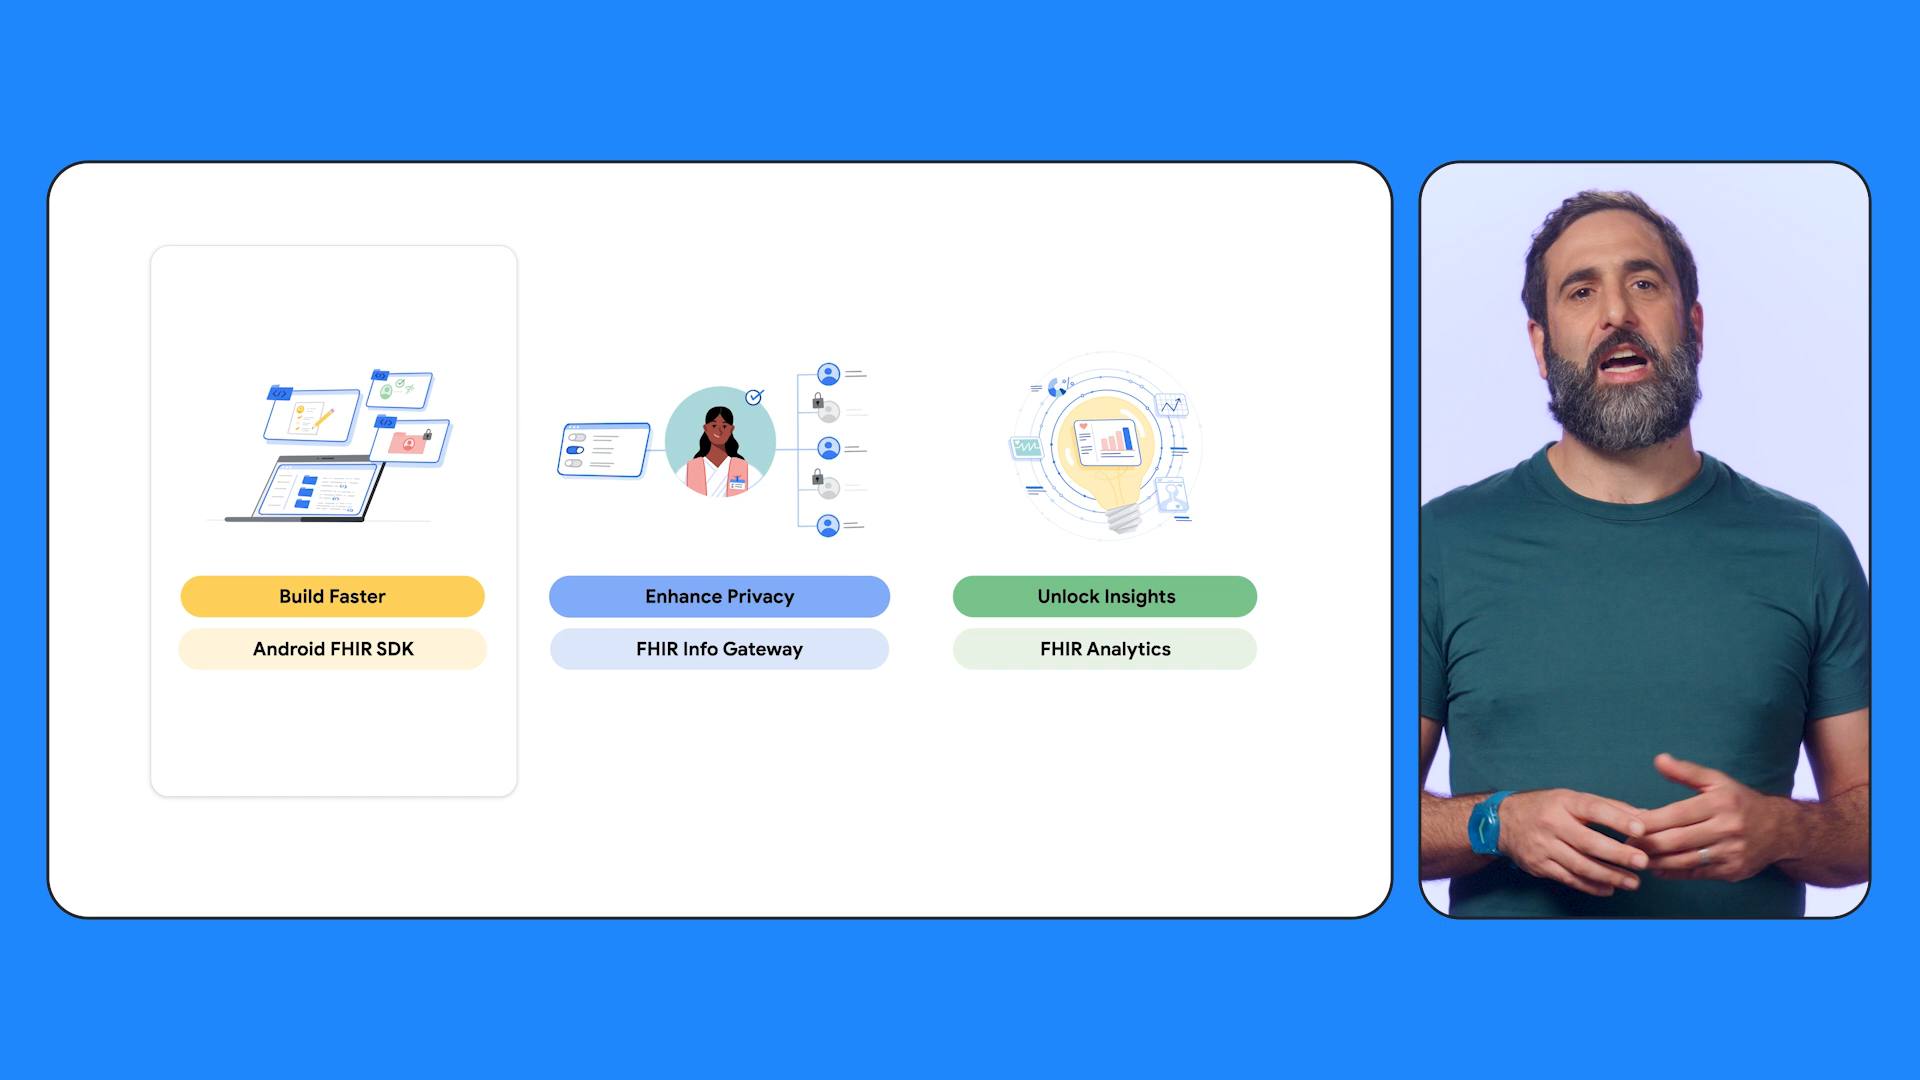 Build Faster
Android FHIR SDK
Enhance Privacy
FHIR Info Gateway
Unlock Insights
FHIR Analytics